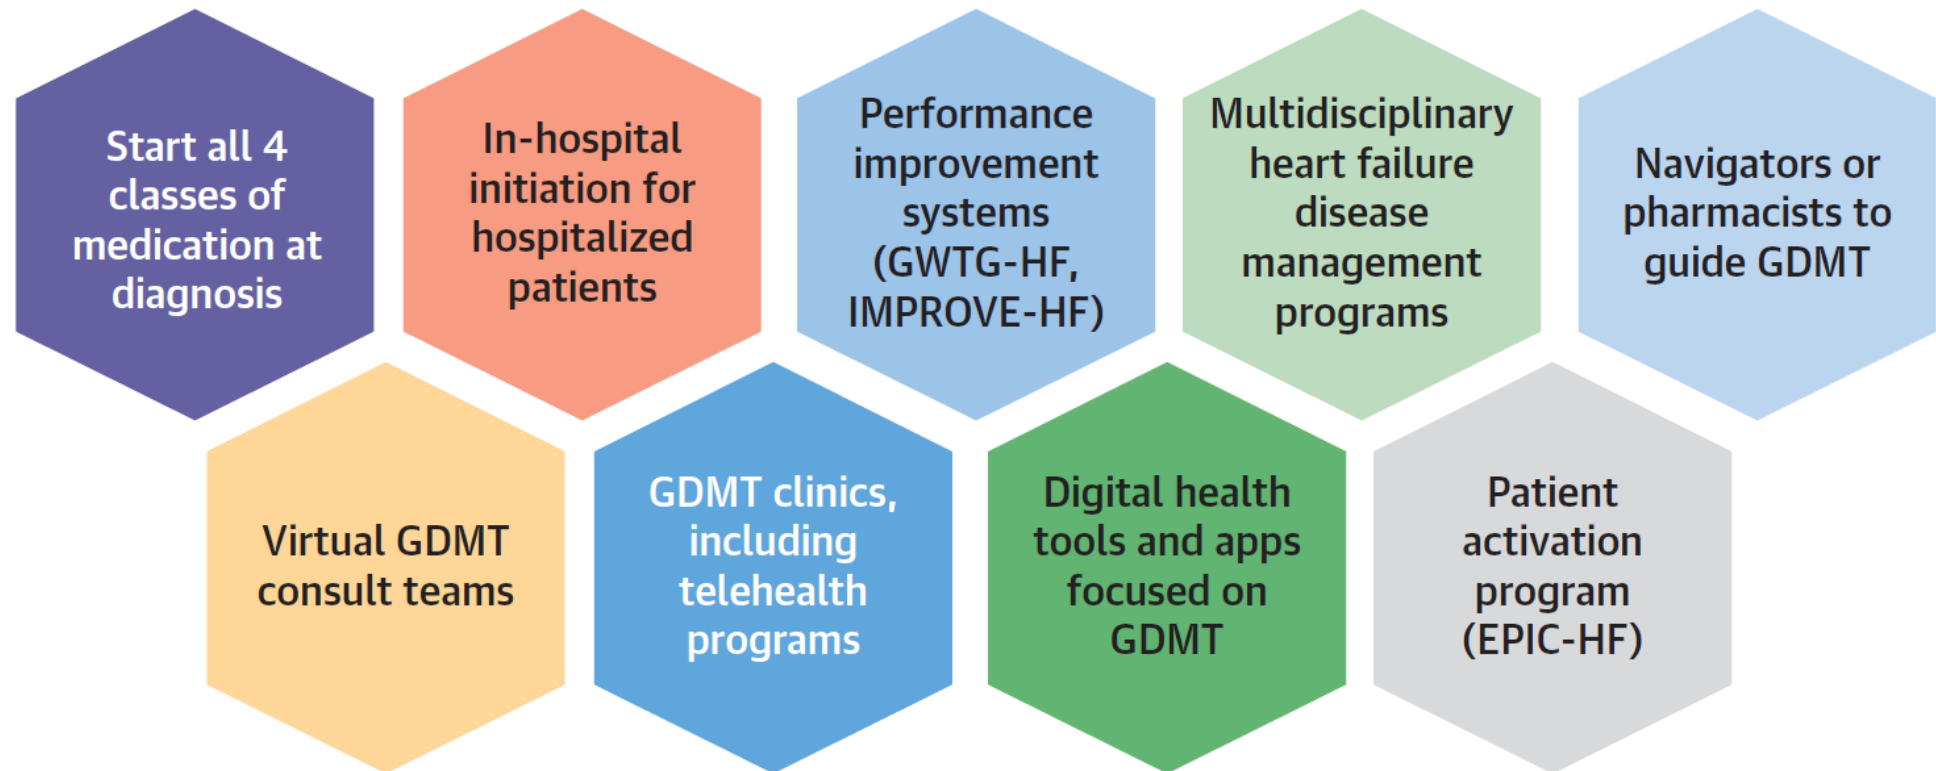 Start all 4
classes of
medication at
diagnosis
In-hospital
initiation for
hospitalized
patients
Performance
improvement
systems
(GWTG-HF,
IMPROVE-HF)
Multidisciplinary
heart failure
disease
management
programs
Navigators or
pharmacists to
guide GDMT
Virtual GDMT
consult teams
GDMT clinics,
including
telehealth
programs
Digital health
tools and apps
focused on
GDMT
Patient
activation
program
(EPIC-HF)